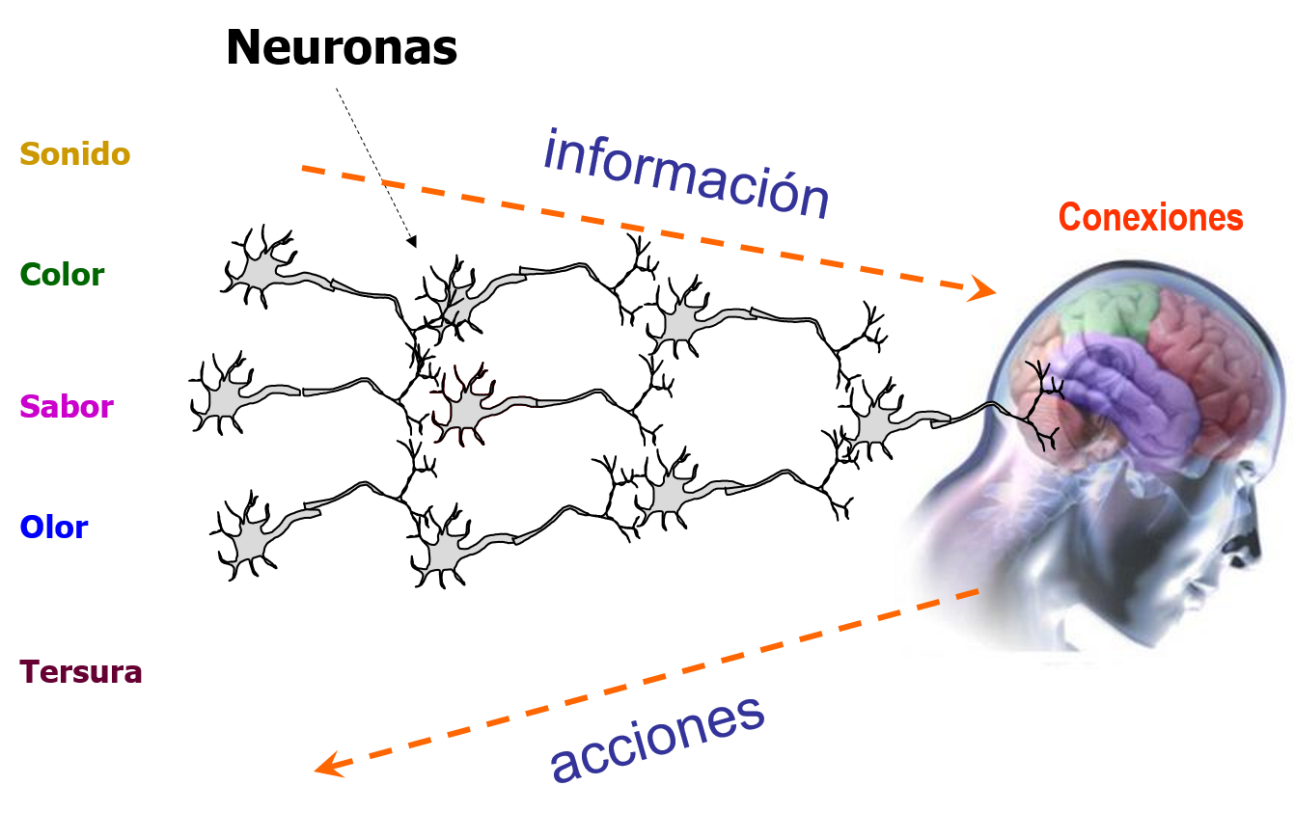 Neuronas
Sonido
información
Conexiones
Color
Sabor
Olor
Tersura
acciones